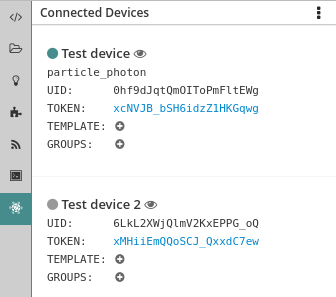 Connected Devices
Test device
particle_photon
UID: 0hf9dJqtQmOIToPmFltEWg
TOKEN: xcNVJB_bSH6idzZ1HKGqwg
TEMPLATE:
GROUPS:
Test device 2
UID: 6LkL2XWjQlmV2KxEPPG_oQ
TOKEN: xMHiiEmQQoSCJ_QxxdC7ew
TEMPLATE:
GROUPS: